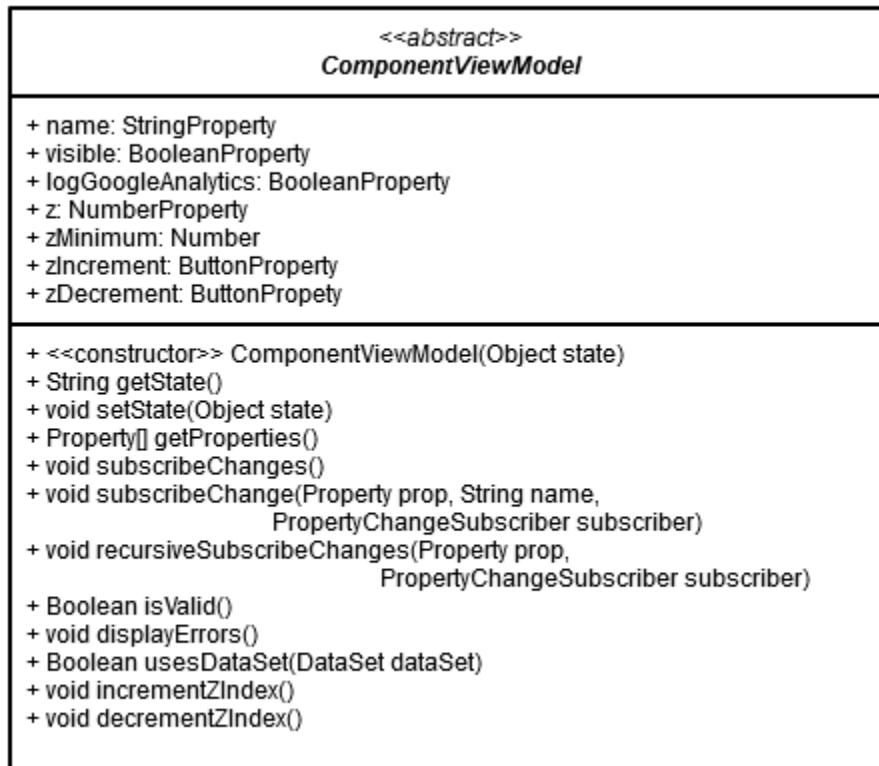 <<abstract>>
ComponentViewModel
+ name: StringProperty
+ visible: BooleanProperty
+ logGoogleAnalytics: BooleanProperty
+ z: NumberProperty
+ zMinimum: Number
+ zIncrement: ButtonProperty
+ zDecrement: ButtonPropety
+ <<constructor>> ComponentViewModel(Object state)
+ String getState()
+ void setState(Object state)
+ Property[] getProperties()
+ void subscribeChanges()
+ void subscribeChange(Property prop, String name,
PropertyChangeSubscriber subscriber)
+ void recursiveSubscribeChanges(Property prop,
PropertyChangeSubscriber subscriber)
+ Boolean isValid()
+ void displayErrors()
+ Boolean usesDataSet(DataSet dataSet)
+ void incrementZIndex()
+ void decrementZIndex()